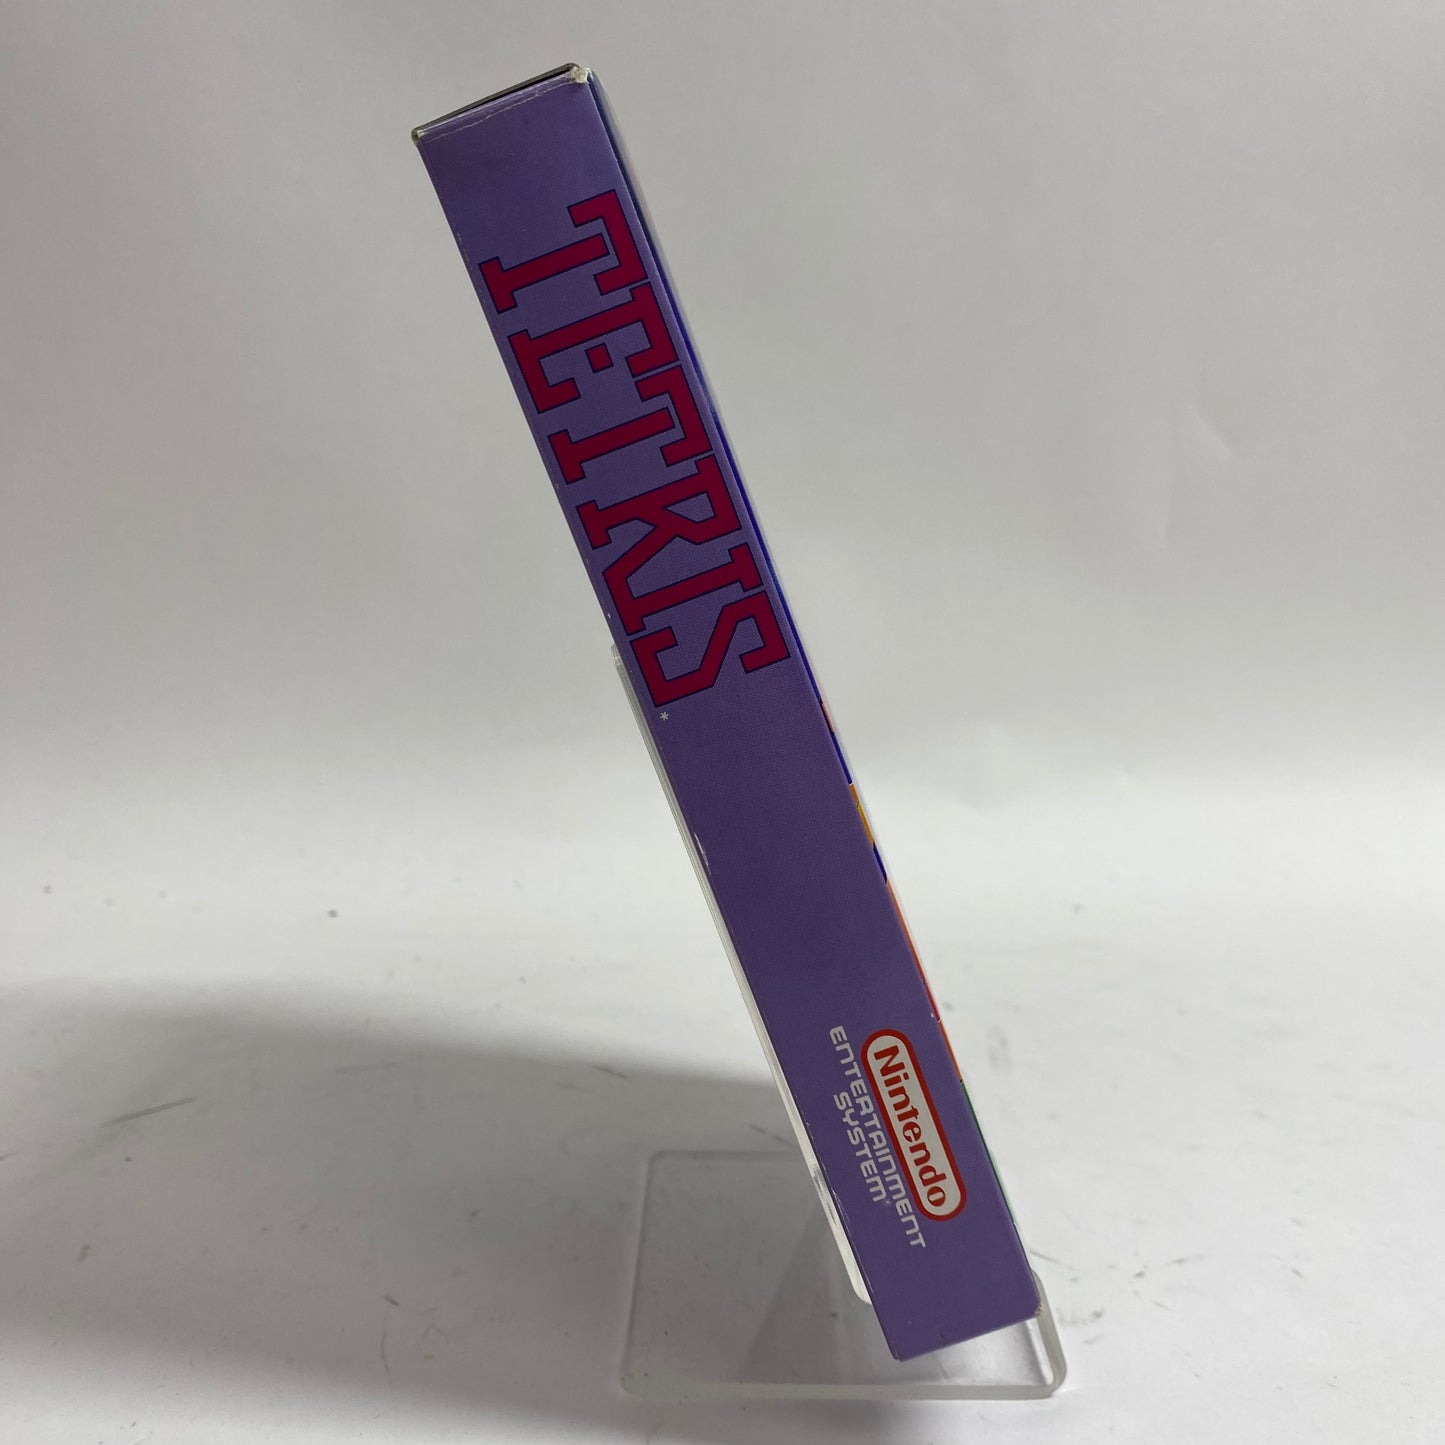 TETRIS*
Nintendo
ENTERTAINMENT
SYSTEM®